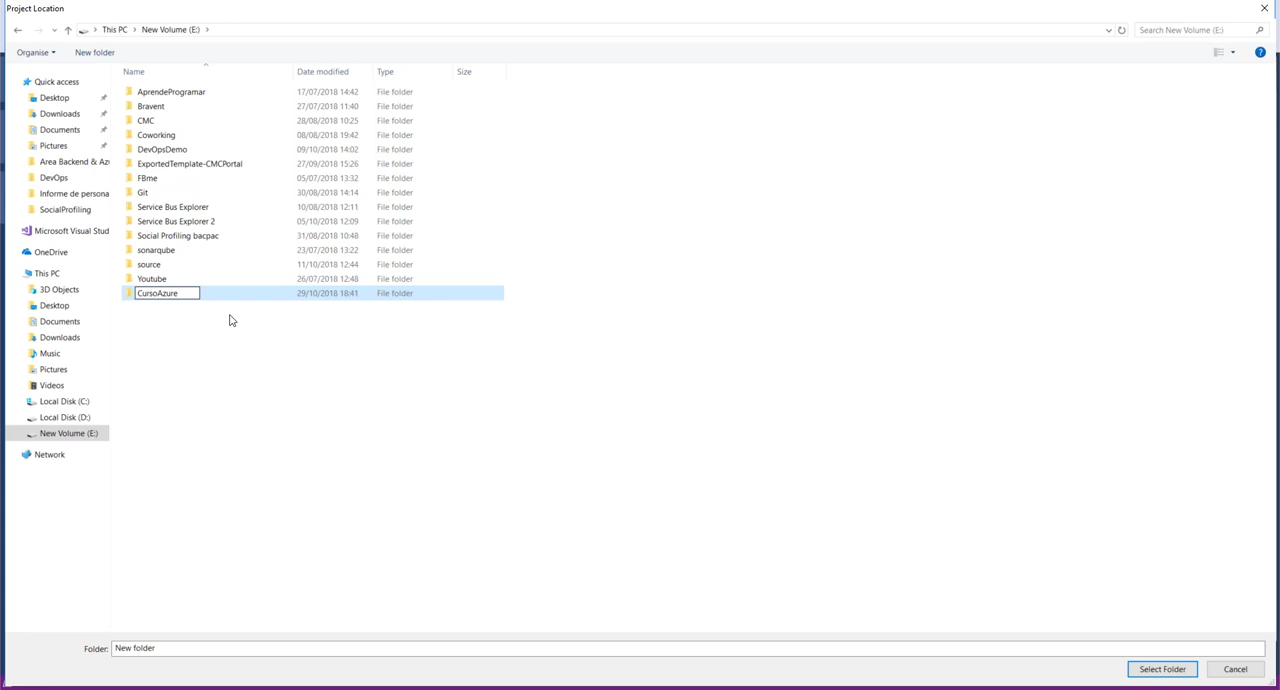 Project Location
This PC New Volume (E:)
Search New Volume (E:)
Organise New folder
Name Date modified Type Size
Quick access
Desktop
Downloads
Documents
Pictures
Area Backend & Azu
DevOps
Informe de persona
SocialProfiling
Microsoft Visual Stud
OneDrive
This PC
3D Objects
Desktop
Documents
Downloads
Music
Pictures
Videos
Local Disk (C:)
Local Disk (D:)
New Volume (E:)
Network
AprendeProgramar 17/07/2018 14:42 File folder
Bravent 27/07/2018 11:40 File folder
CMC 28/08/2018 10:25 File folder
Coworking 08/08/2018 19:42 File folder
DevOpsDemo 09/10/2018 14:02 File folder
ExportedTemplate-CMCPortal 27/09/2018 15:26 File folder
FBme 05/07/2018 13:32 File folder
Git 30/08/2018 14:14 File folder
Service Bus Explorer 10/08/2018 12:11 File folder
Service Bus Explorer 2 05/10/2018 12:09 File folder
Social Profiling bacpac 31/08/2018 10:48 File folder
sonarqube 23/07/2018 13:22 File folder
source 11/10/2018 12:44 File folder
Youtube 26/07/2018 12:48 File folder
CursoAzure 29/10/2018 18:41 File folder
Folder: New folder
Select Folder Cancel